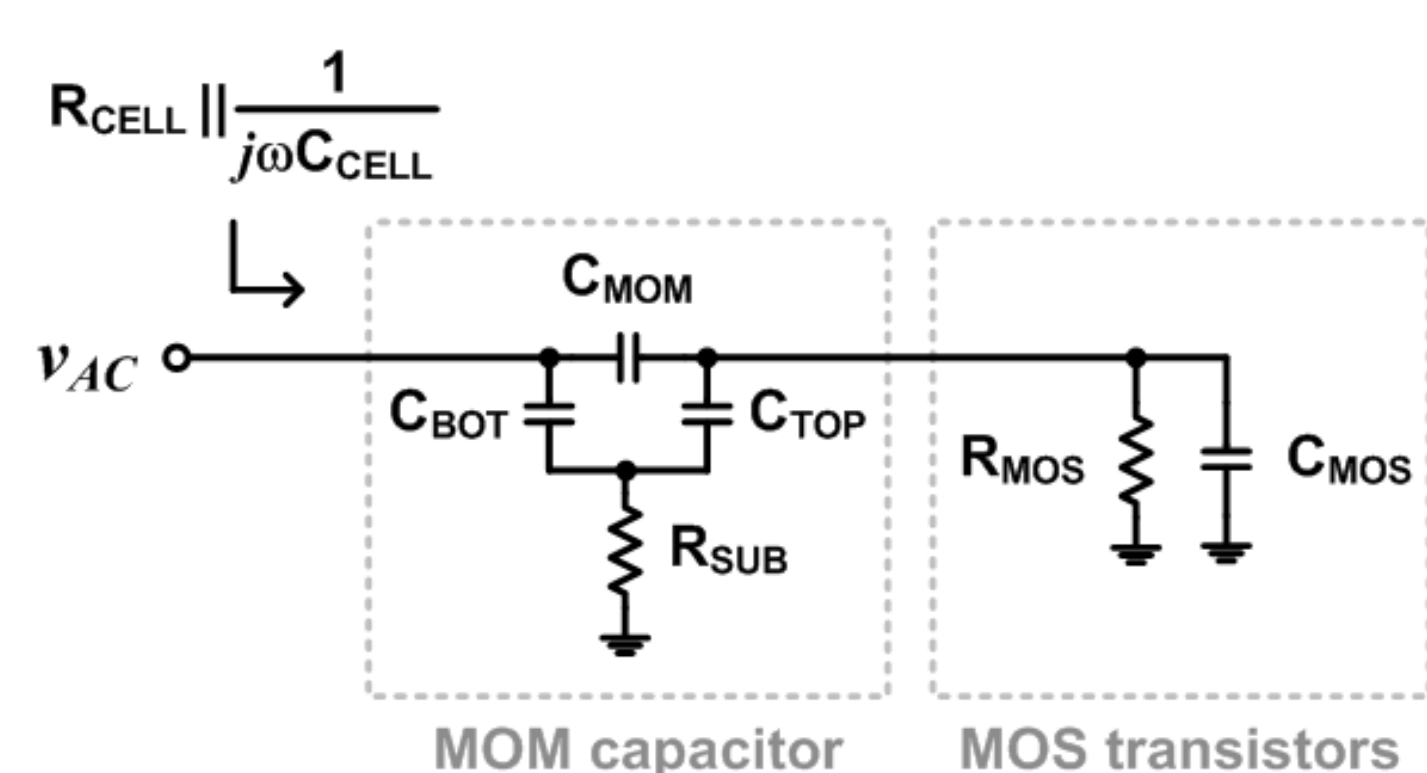 1
R_CELL ||
jωC_CELL
C_MOM
v_AC
C_BOT
C_TOP
R_MOS
C_MOS
R_SUB
MOM capacitor
MOS transistors